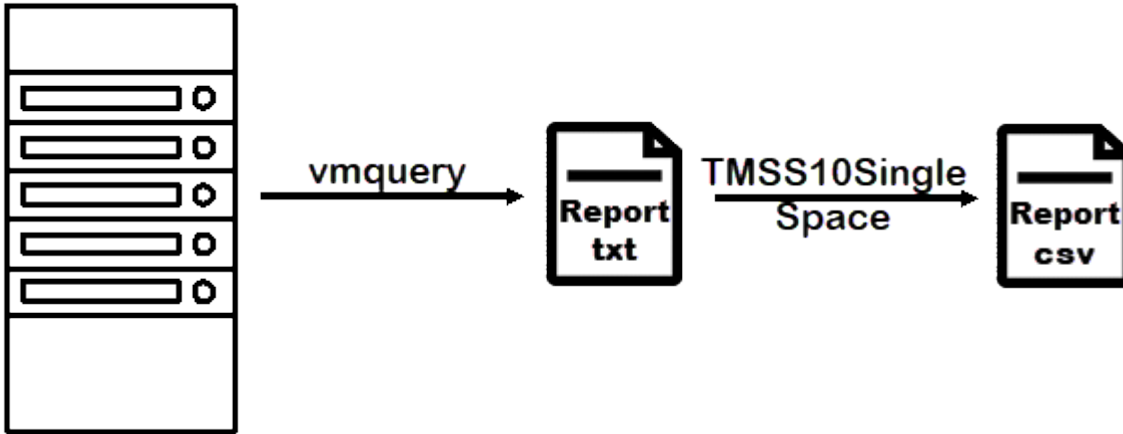 vmquery
Report
txt
TMSS10Single
Space
Report
csv